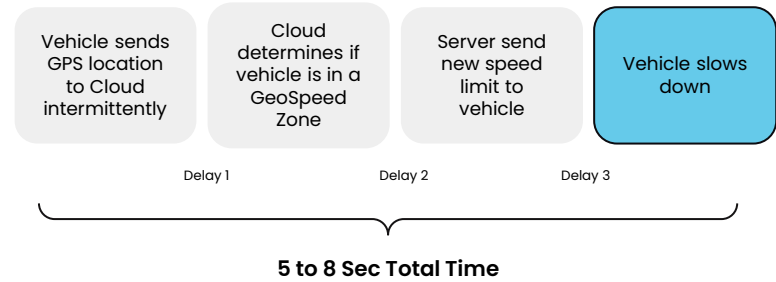 Vehicle sends
GPS location
to Cloud
intermittently
Cloud
determines if
vehicle is in a
GeoSpeed
Zone
Server send
new speed
limit to
vehicle
Vehicle slows
down
Delay 1
Delay 2
Delay 3
5 to 8 Sec Total Time